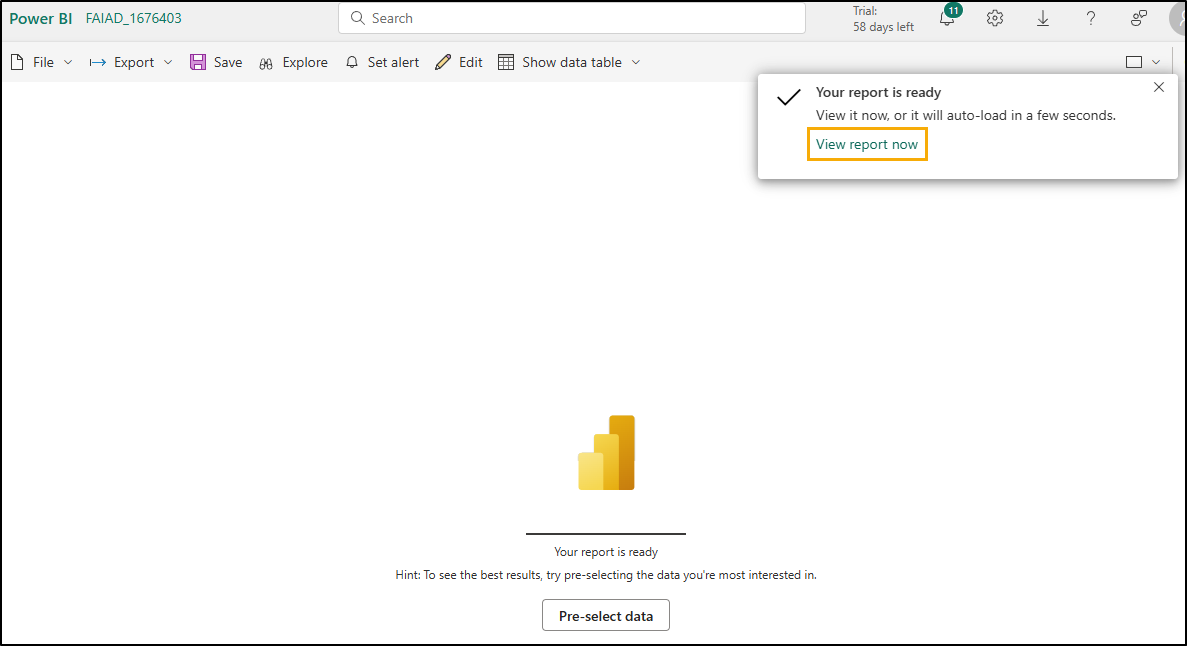 Power BI FAIAD_1676403 Search Trial: 11 ?
58 days left
File Export Save Explore Set alert Edit Show data table
Your report is ready
View it now, or it will auto-load in a few seconds.
View report now
Your report is ready
Hint: To see the best results, try pre-selecting the data you're most interested in.
Pre-select data